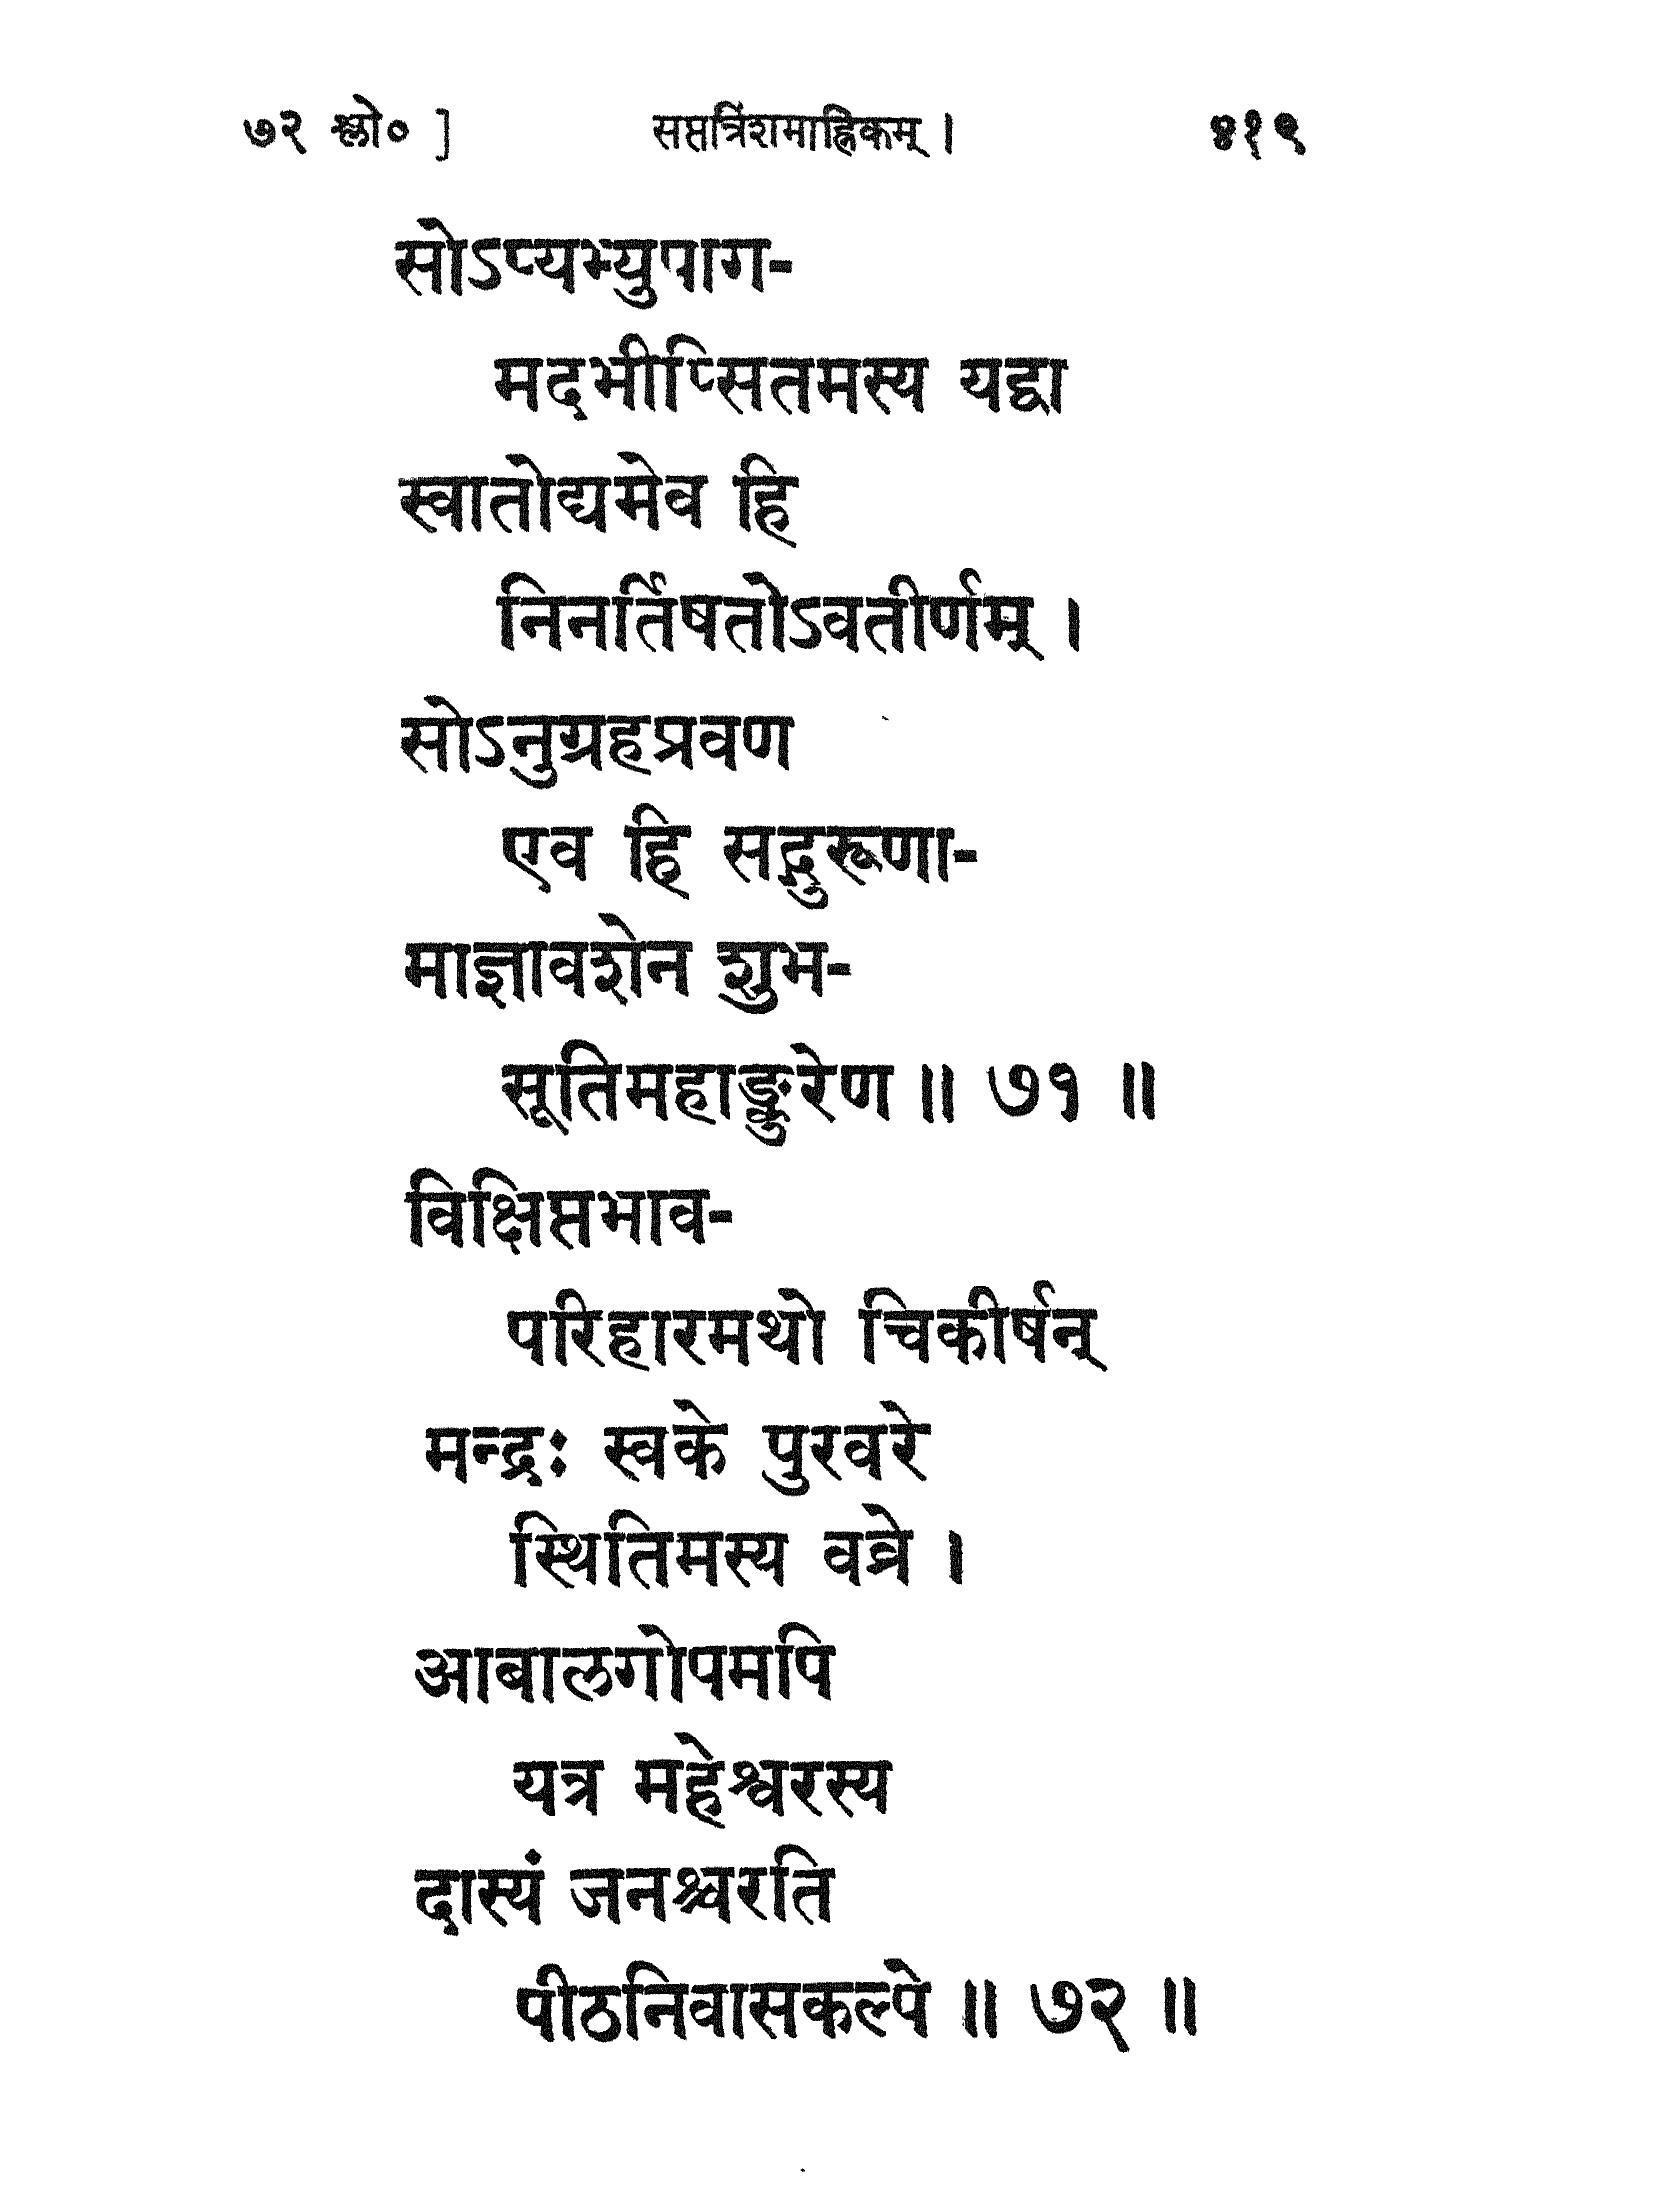 ७२ श्लो० ] सप्तत्रिंशमाह्निकम् । ४१९
सोऽप्यभ्युपाग-
मदभीप्सितमस्य यद्वा
स्वातोद्यमेव हि
निनर्तिषतोऽवतीर्णम् ।
सोऽनुग्रहप्रवण
एव हि सद्गुरूणा-
माज्ञावशेन शुभ-
सूतिमहाङ्कुरेण ॥ ७१ ॥
विक्षिप्तभाव-
परिहारमथो चिकीर्षन्
मन्द्रः स्वके पुरवरे
स्थितिमस्य वव्रे ।
आबालगोपमपि
यत्र महेश्वरस्य
दास्यं जनश्चरति
पीठनिवासकल्पे ॥ ७२ ॥